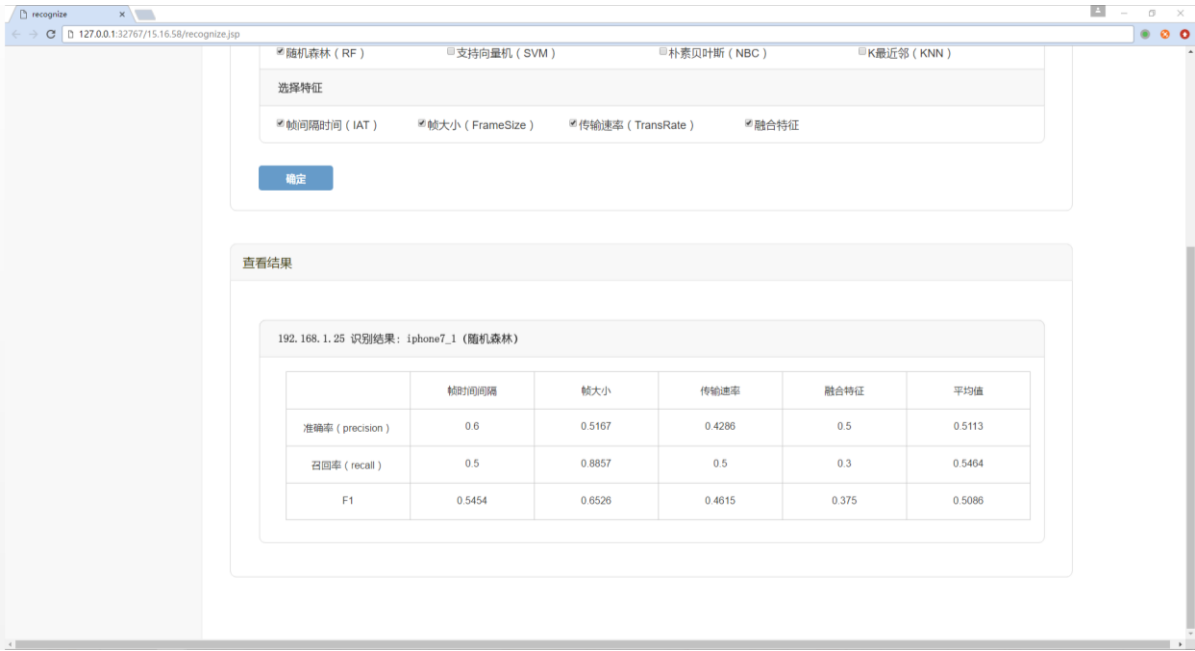 recognize
127.0.0.1:32767/15.16.58/recognize.jsp
随机森林（RF） 支持向量机（SVM） 朴素贝叶斯（NBC） K最近邻（KNN）
选择特征
帧间隔时间（IAT） 帧大小（FrameSize） 传输速率（TransRate） 融合特征
确定
查看结果
192.168.1.25 识别结果: iphone7_1 (随机森林)
帧时间间隔 帧大小 传输速率 融合特征 平均值
准确率（precision） 0.6 0.5167 0.4286 0.5 0.5113
召回率（recall） 0.5 0.8857 0.5 0.3 0.5464
F1 0.5454 0.6526 0.4615 0.375 0.5086